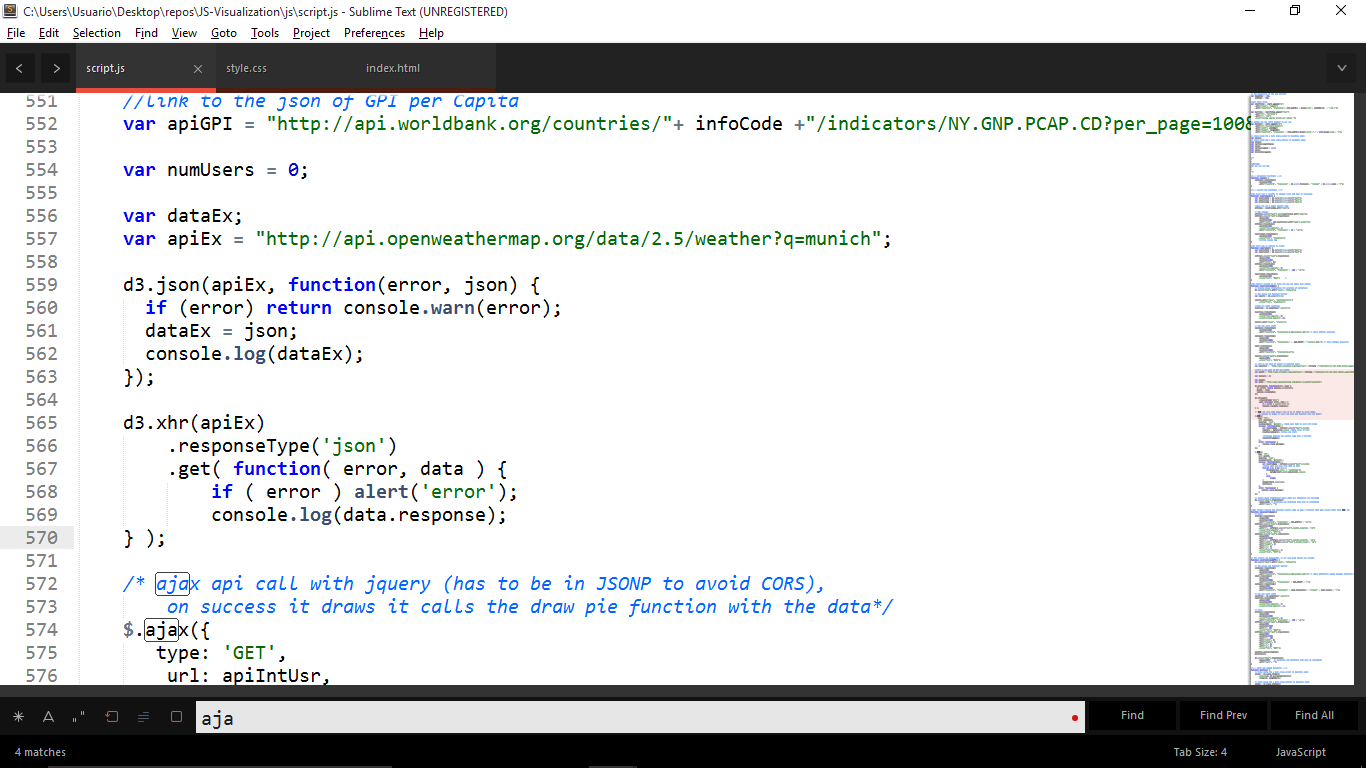 C:\Users\Usuario\Desktop\repos\JS-Visualization\js\script.js - Sublime Text (UNREGISTERED)
File Edit Selection Find View Goto Tools Project Preferences Help
script.js style.css index.html
551 //link to the json of GPI per Capita
552 var apiGPI = "http://api.worldbank.org/countries/"+ infoCode +"/indicators/NY.GNP.PCAP.CD?per_page=100
553
554 var numUsers = 0;
555
556 var dataEx;
557 var apiEx = "http://api.openweathermap.org/data/2.5/weather?q=munich";
558
559 d3.json(apiEx, function(error, json) {
560 if (error) return console.warn(error);
561 dataEx = json;
562 console.log(dataEx);
563 });
564
565 d3.xhr(apiEx)
566 .responseType('json')
567 .get( function( error, data ) {
568 if ( error ) alert('error');
569 console.log(data.response);
570 } );
571
572 /* ajax api call with jquery (has to be in JSONP to avoid CORS),
573 on success it draws it calls the draw pie function with the data*/
574 $.ajax({
575 type: 'GET',
576 url: apiIntUsr,
aja
Find Find Prev Find All
4 matches Tab Size: 4 JavaScript